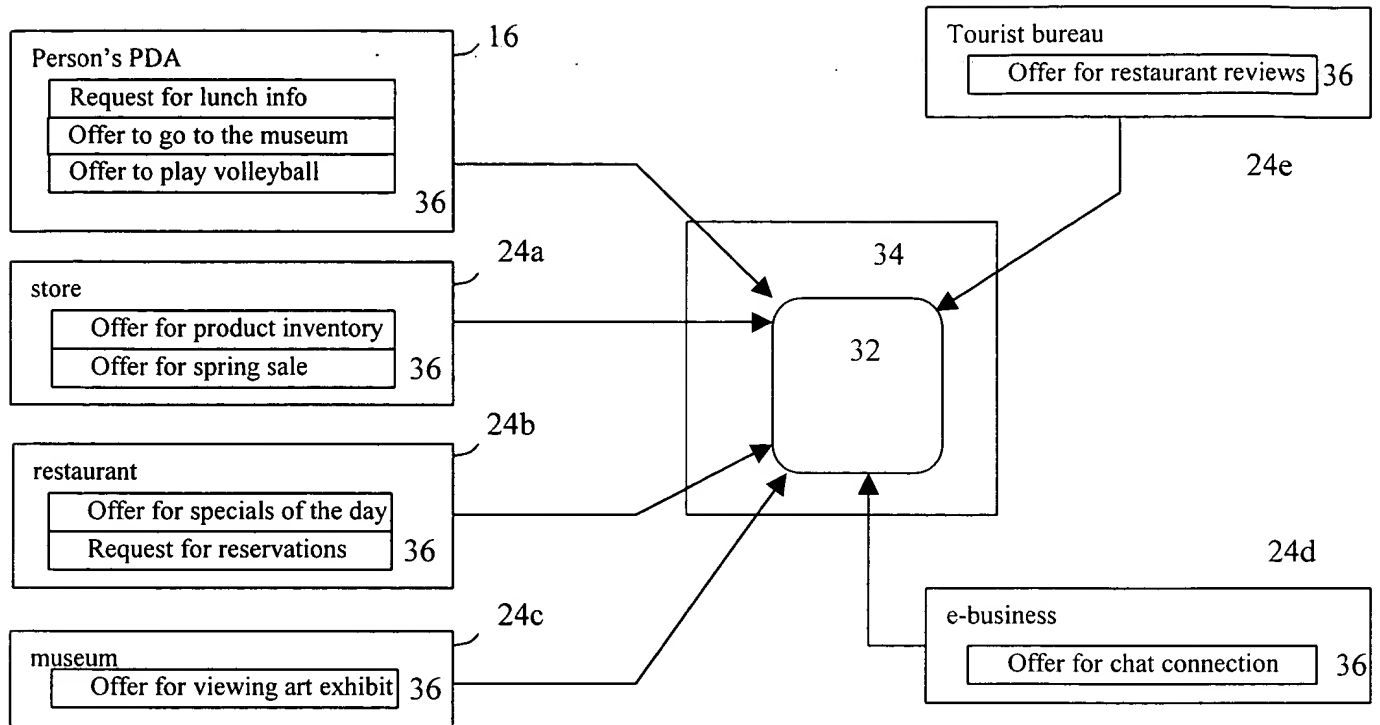 Person's PDA
16
Request for lunch info
Offer to go to the museum
Offer to play volleyball
36
store
24a
Offer for product inventory
Offer for spring sale
36
restaurant
24b
Offer for specials of the day
Request for reservations
36
museum
24c
Offer for viewing art exhibit
36
34
32
Tourist bureau
Offer for restaurant reviews
36
24e
24d
e-business
Offer for chat connection
36